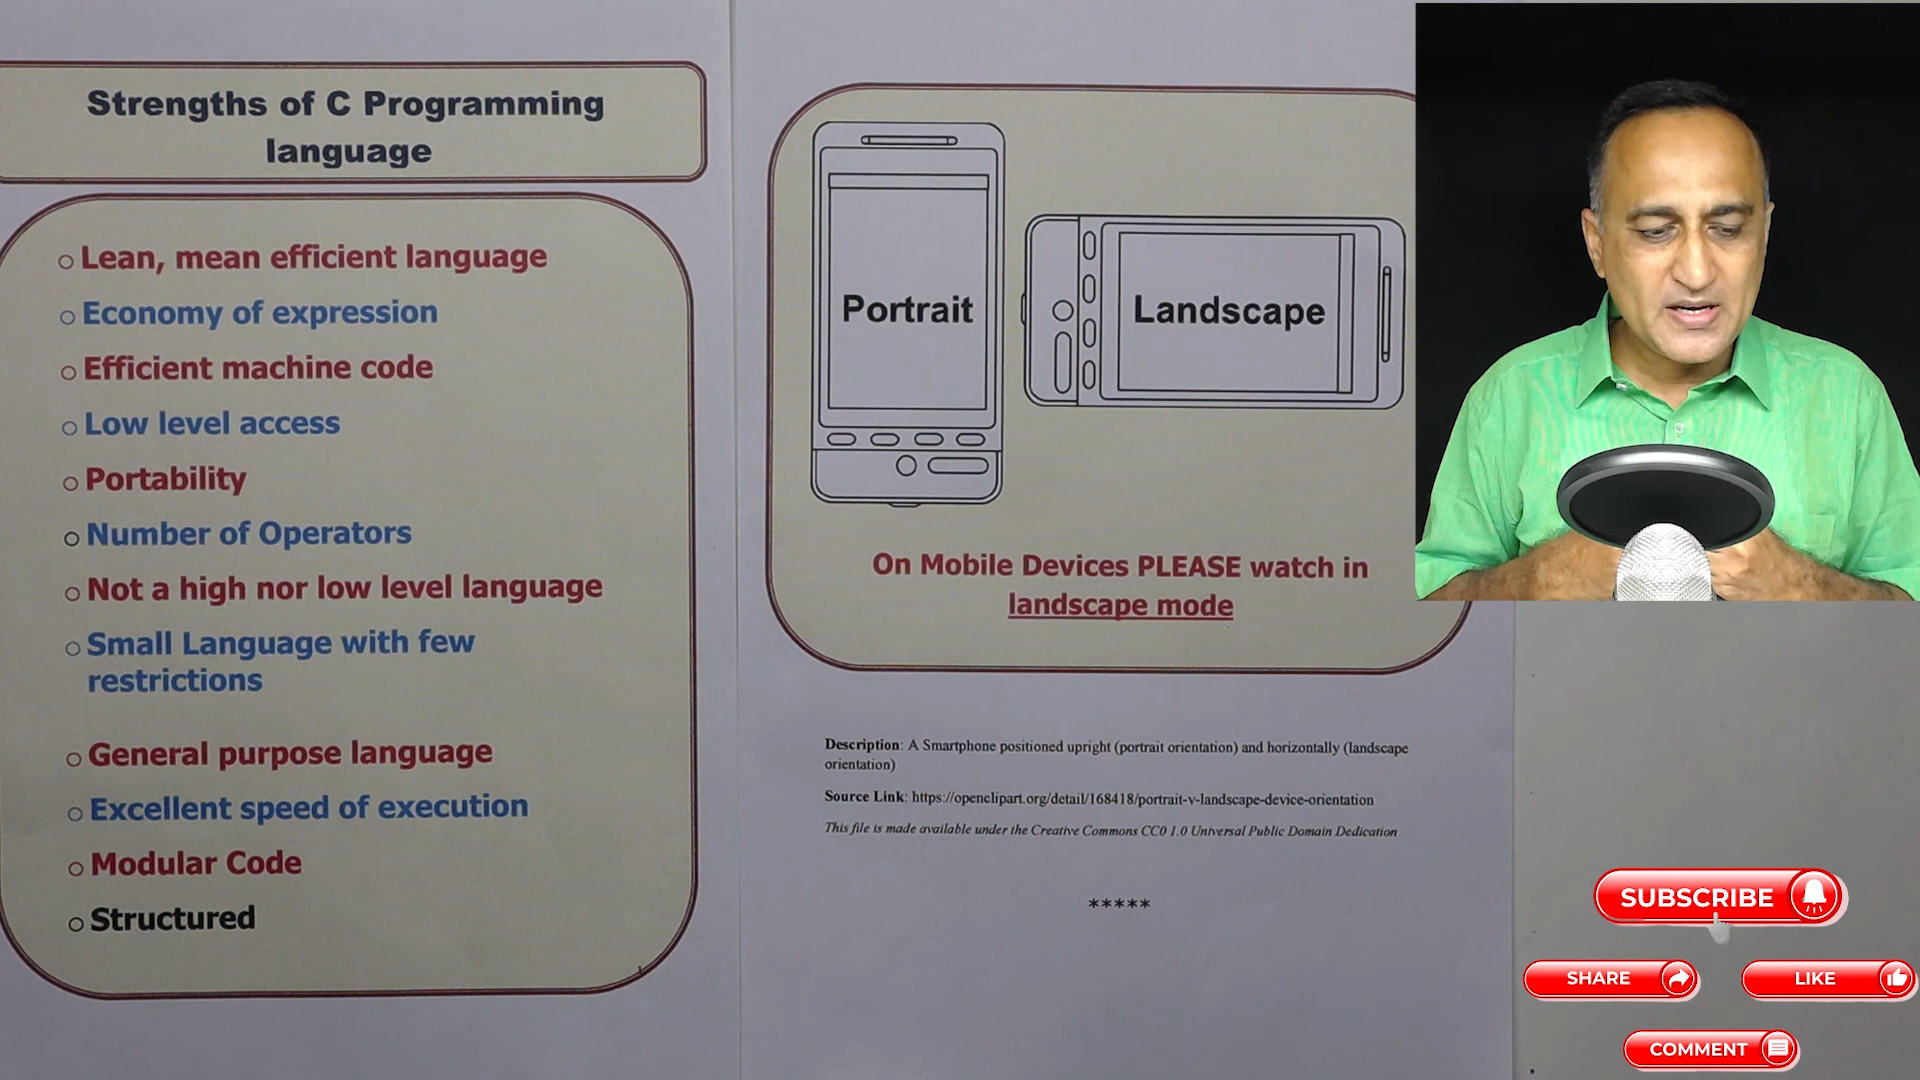 Strengths of C Programming
language
Lean, mean efficient language
Economy of expression
Efficient machine code
Low level access
Portability
Number of Operators
Not a high nor low level language
Small Language with few
restrictions
General purpose language
Excellent speed of execution
Modular Code
Structured
Portrait
Landscape
On Mobile Devices PLEASE watch in
landscape mode
Description: A Smartphone positioned upright (portrait orientation) and horizontally (landscape
orientation)
Source Link: https://openclipart.org/detail/168418/portrait-v-landscape-device-orientation
This file is made available under the Creative Commons CC0 1.0 Universal Public Domain Dedication
*****
SUBSCRIBE
SHARE
LIKE
COMMENT